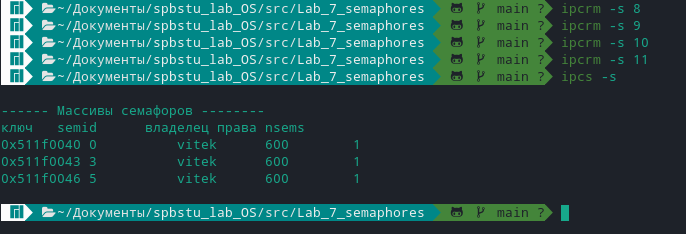 ~/Документы/spbstu_lab_OS/src/Lab_7_semaphores main ? ipcrm -s 8
~/Документы/spbstu_lab_OS/src/Lab_7_semaphores main ? ipcrm -s 9
~/Документы/spbstu_lab_OS/src/Lab_7_semaphores main ? ipcrm -s 10
~/Документы/spbstu_lab_OS/src/Lab_7_semaphores main ? ipcrm -s 11
~/Документы/spbstu_lab_OS/src/Lab_7_semaphores main ? ipcs -s
------ Массивы семафоров --------
ключ semid владелец права nsems
0x511f0040 0 vitek 600 1
0x511f0043 3 vitek 600 1
0x511f0046 5 vitek 600 1
~/Документы/spbstu_lab_OS/src/Lab_7_semaphores main ?